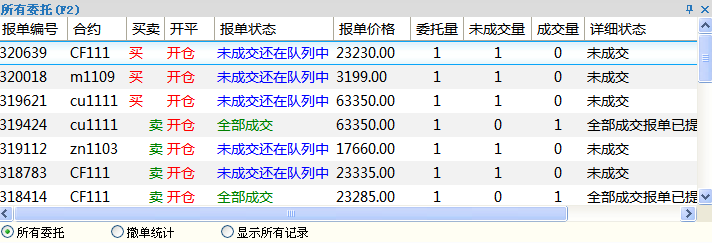 所有委托(F2)
报单编号 合约 买卖 开平 报单状态 报单价格 委托量 未成交量 成交量 详细状态
320639 CF111 买 开仓 未成交还在队列中 23230.00 1 1 0 未成交
320018 m1109 买 开仓 未成交还在队列中 3199.00 1 1 0 未成交
319621 cu1111 买 开仓 未成交还在队列中 63350.00 1 1 0 未成交
319424 cu1111 卖 开仓 全部成交 63350.00 1 0 1 全部成交报单已提
319112 zn1103 卖 开仓 未成交还在队列中 17660.00 1 1 0 未成交
318783 CF111 卖 开仓 未成交还在队列中 23335.00 1 1 0 未成交
318414 CF111 卖 开仓 全部成交 23285.00 1 0 1 全部成交报单已提
所有委托 撤单统计 显示所有记录